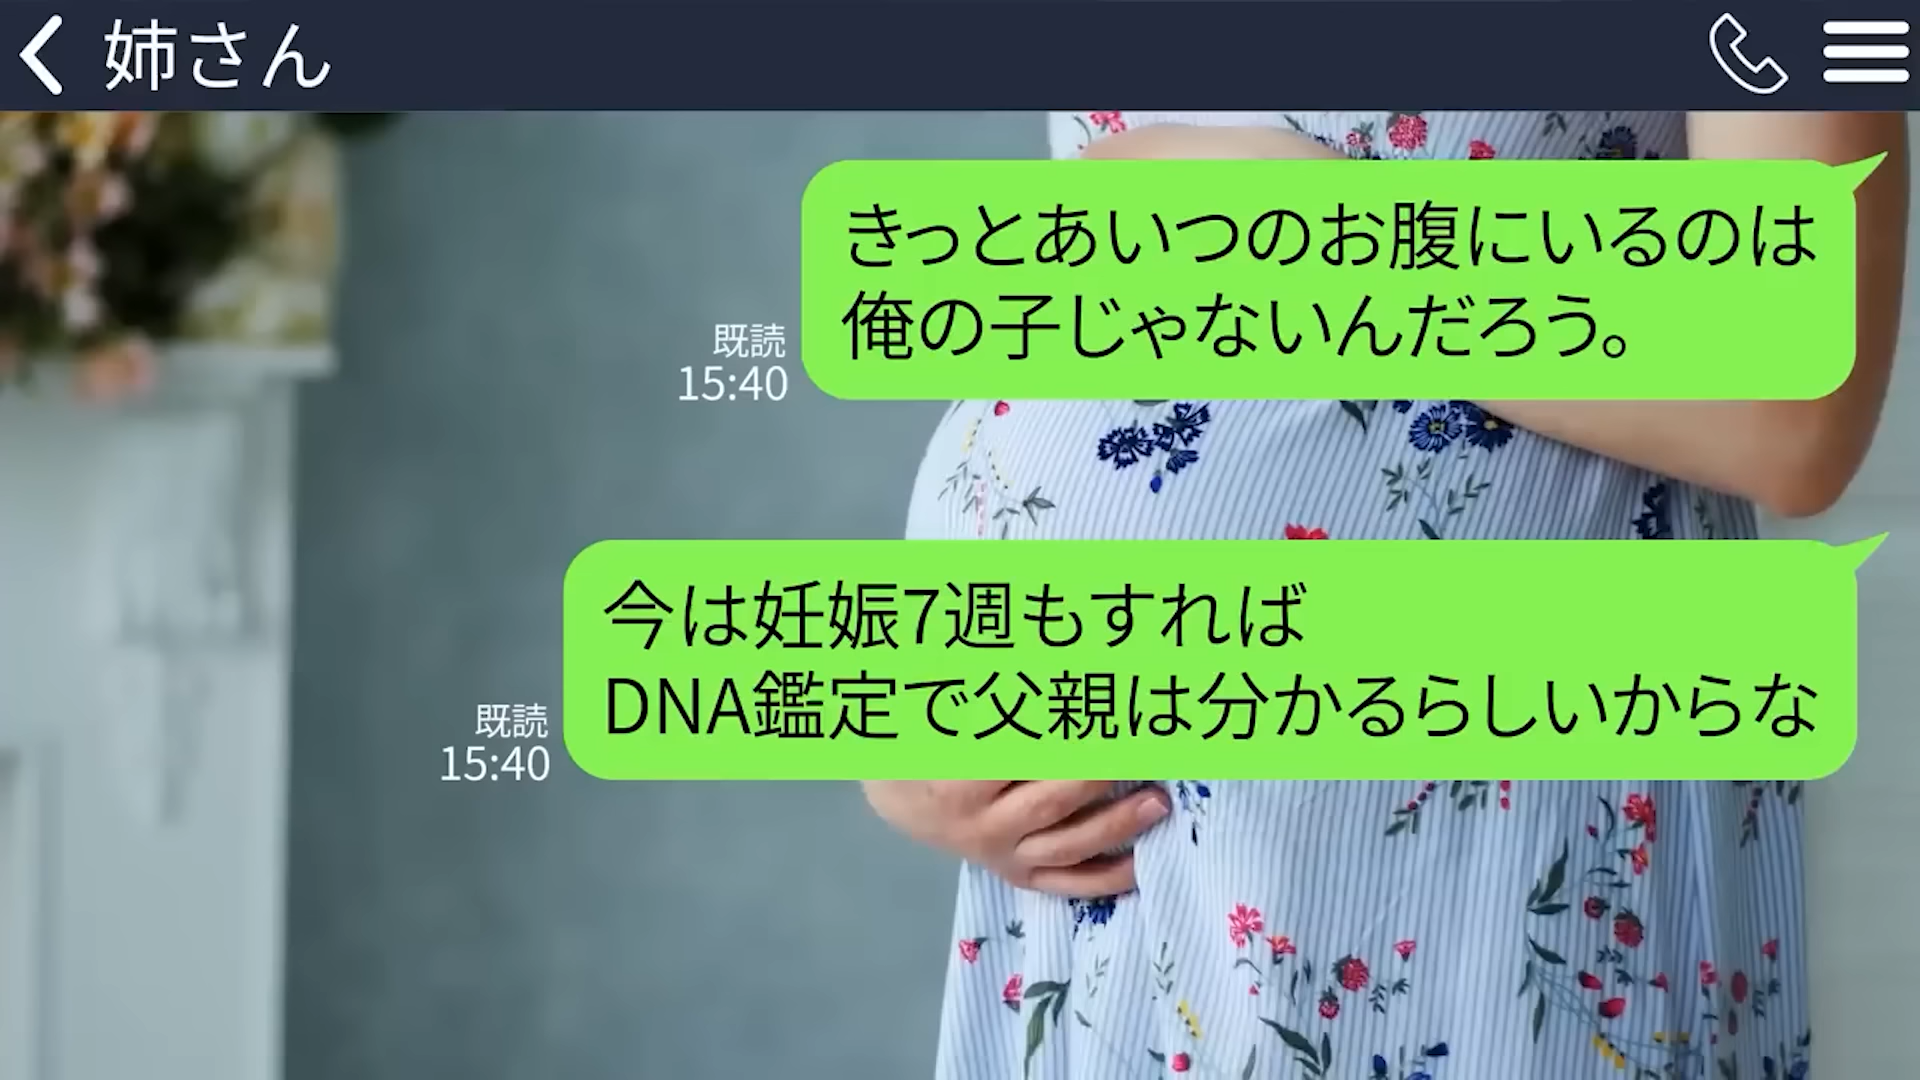 姉さん
きっとあいつのお腹にいるのは
俺の子じゃないんだろう。
既読
15:40
今は妊娠7週もすれば
DNA鑑定で父親は分かるらしいからな
既読
15:40